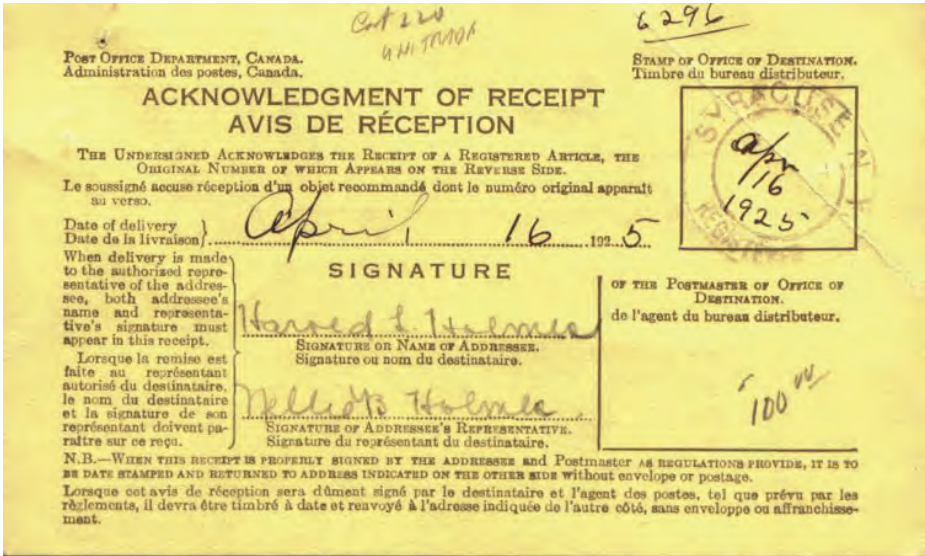 Cat 220
UNITRADE
6296
POST OFFICE DEPARTMENT, CANADA.
Administration des postes, Canada.
STAMP OF OFFICE OF DESTINATION.
Timbre du bureau distributeur.
ACKNOWLEDGMENT OF RECEIPT
AVIS DE RÉCEPTION
THE UNDERSIGNED ACKNOWLEDGES THE RECEIPT OF A REGISTERED ARTICLE, THE
ORIGINAL NUMBER OF WHICH APPEARS ON THE REVERSE SIDE.
Le soussigné accuse réception d'un objet recommandé dont le numéro original apparaît
au verso.
SYRACUSE
Apr
16
1925
REGISTERED
Date of delivery
Date de la livraison
April 16 1925
When delivery is made
to the authorized repre-
sentative of the addres-
see, both addressee's
name and representa-
tive's signature must
appear in this receipt.
Lorsque la remise est
faite au représentant
autorisé du destinataire,
le nom du destinataire
et la signature de son
représentant doivent pa-
raître sur ce reçu.
SIGNATURE
Harold L. Holmes
SIGNATURE OR NAME OF ADDRESSEE.
Signature ou nom du destinataire.
Nellie B Holmes
SIGNATURE OF ADDRESSEE'S REPRESENTATIVE.
Signature du représentant du destinataire.
OF THE POSTMASTER OF OFFICE OF
DESTINATION.
de l'agent du bureau distributeur.
100
N.B.—WHEN THIS RECEIPT IS PROPERLY SIGNED BY THE ADDRESSEE and Postmaster AS REGULATIONS PROVIDE, IT IS TO
BE DATE STAMPED AND RETURNED TO ADDRESS INDICATED ON THE OTHER SIDE without envelope or postage.
Lorsque cet avis de réception sera dûment signé par le destinataire et l'agent des postes, tel que prévu par les
règlements, il devra être timbré à date et renvoyé à l'adresse indiquée de l'autre côté, sans enveloppe ou affranchisse-
ment.